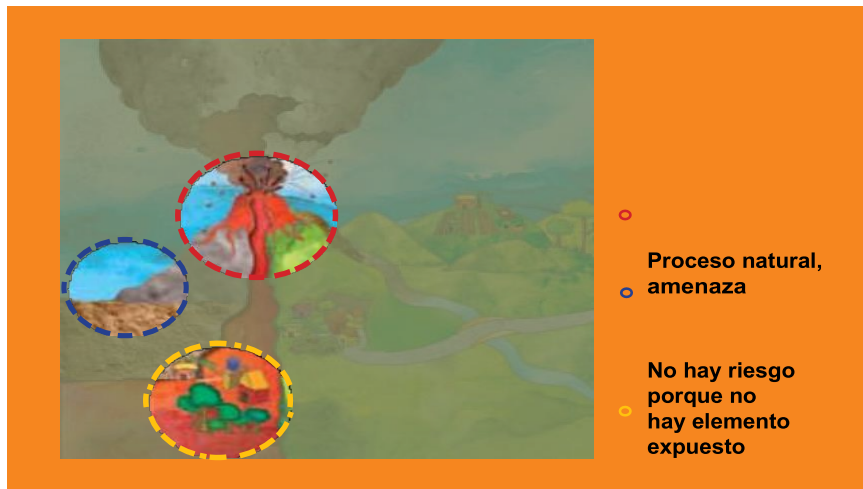 Proceso natural,
amenaza
No hay riesgo
porque no
hay elemento
expuesto